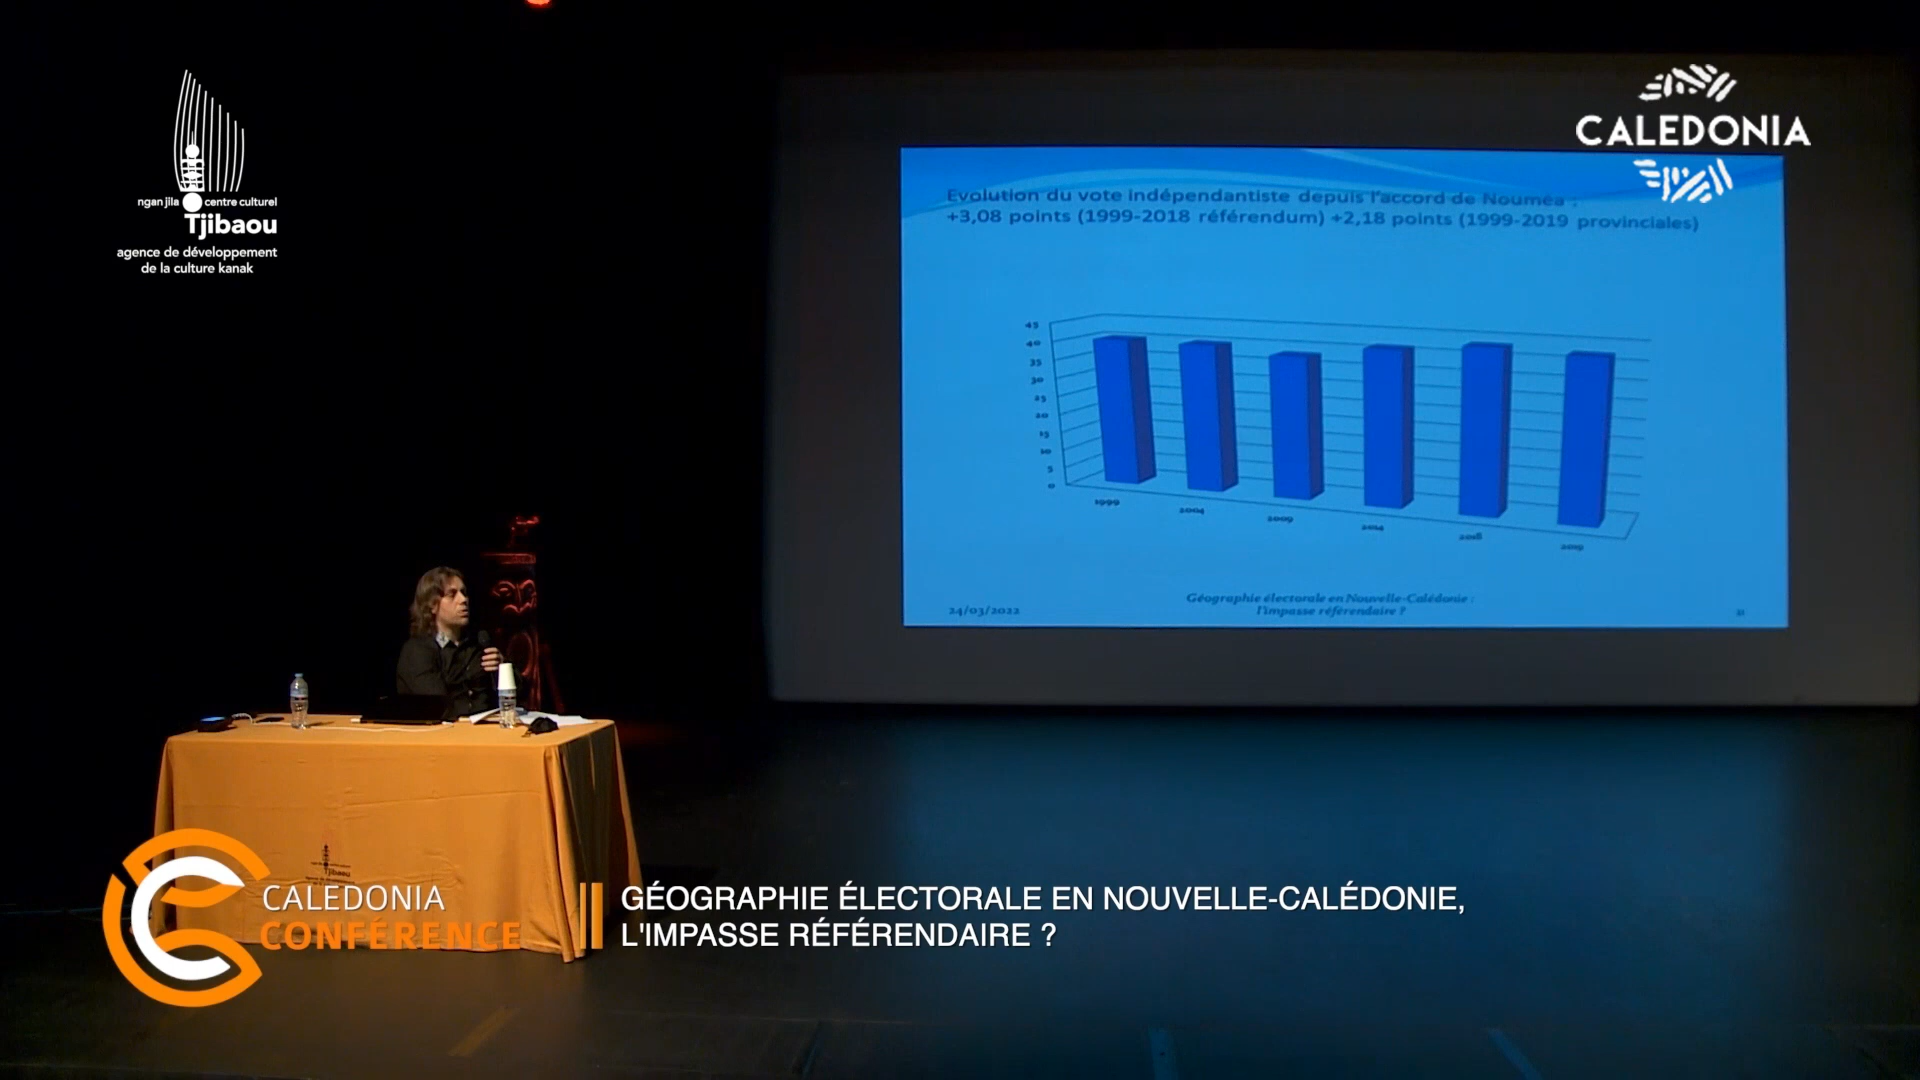 ngan jila centre culturel
Tjibaou
agence de développement
de la culture kanak
CALEDONIA
Evolution du vote indépendantiste depuis l'accord de Nouméa :
+3,08 points (1999-2018 référendum) +2,18 points (1999-2019 provinciales)
45
40
35
30
25
20
15
10
5
0
1999
2004
2009
2014
2018
2019
24/03/2022
Géographie électorale en Nouvelle-Calédonie :
l'impasse référendaire ?
Tjibaou
CALEDONIA
CONFÉRENCE
GÉOGRAPHIE ÉLECTORALE EN NOUVELLE-CALÉDONIE,
L'IMPASSE RÉFÉRENDAIRE ?